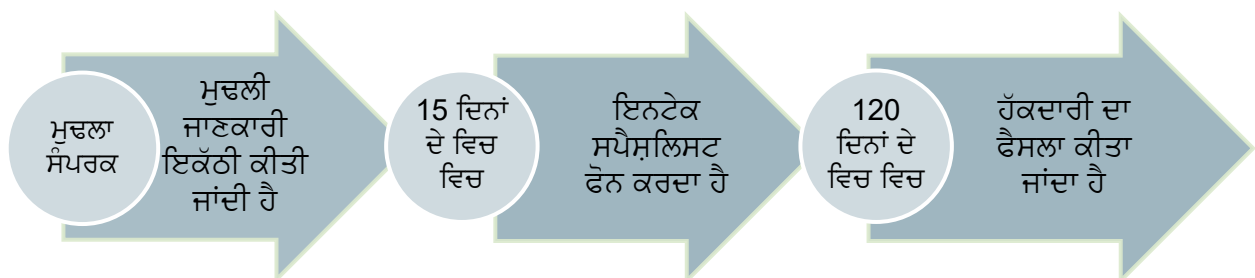 ਮੁਢਲਾ
ਸੰਪਰਕ
ਮੁਢਲੀ
ਜਾਣਕਾਰੀ
ਇਕੱਠੀ ਕੀਤੀ
ਜਾਂਦੀ ਹੈ
15 ਦਿਨਾਂ
ਦੇ ਵਿਚ
ਵਿਚ
ਇਨਟੇਕ
ਸਪੈਸ਼ਲਿਸਟ
ਫੋਨ ਕਰਦਾ ਹੈ
120
ਦਿਨਾਂ ਦੇ
ਵਿਚ ਵਿਚ
ਹੱਕਦਾਰੀ ਦਾ
ਫੈਸਲਾ ਕੀਤਾ
ਜਾਂਦਾ ਹੈ